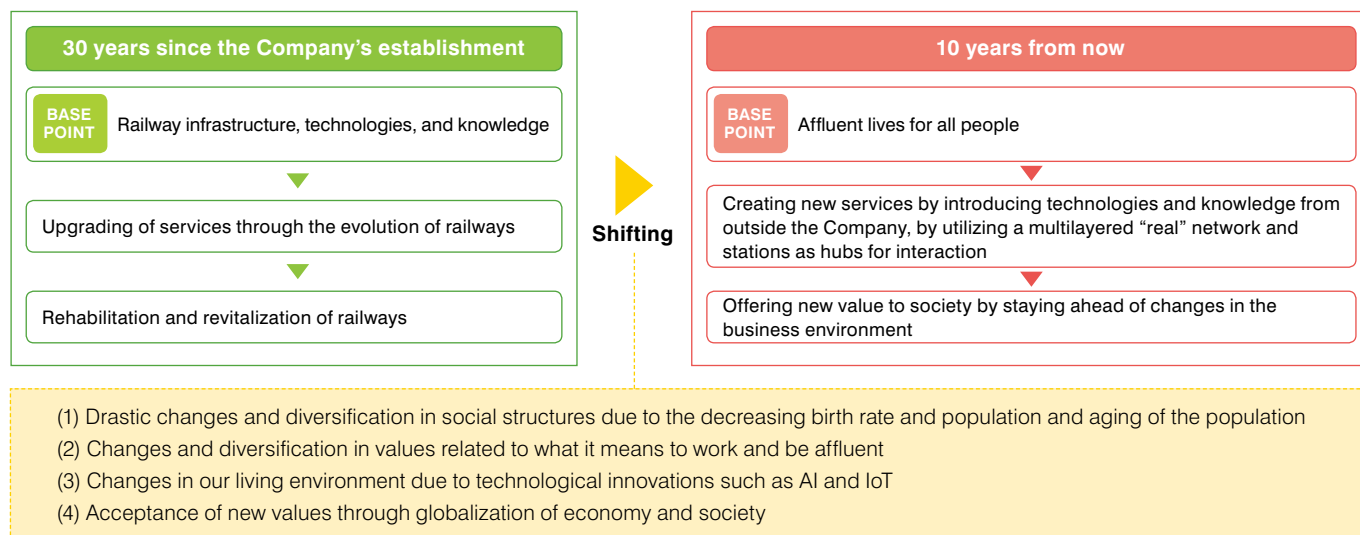 30 years since the Company’s establishment
BASE
POINT
Railway infrastructure, technologies, and knowledge
Upgrading of services through the evolution of railways
Rehabilitation and revitalization of railways
Shifting
10 years from now
BASE
POINT
Affluent lives for all people
Creating new services by introducing technologies and knowledge from
outside the Company, by utilizing a multilayered “real” network and
stations as hubs for interaction
Offering new value to society by staying ahead of changes in the
business environment
(1) Drastic changes and diversification in social structures due to the decreasing birth rate and population and aging of the population
(2) Changes and diversification in values related to what it means to work and be affluent
(3) Changes in our living environment due to technological innovations such as AI and IoT
(4) Acceptance of new values through globalization of economy and society